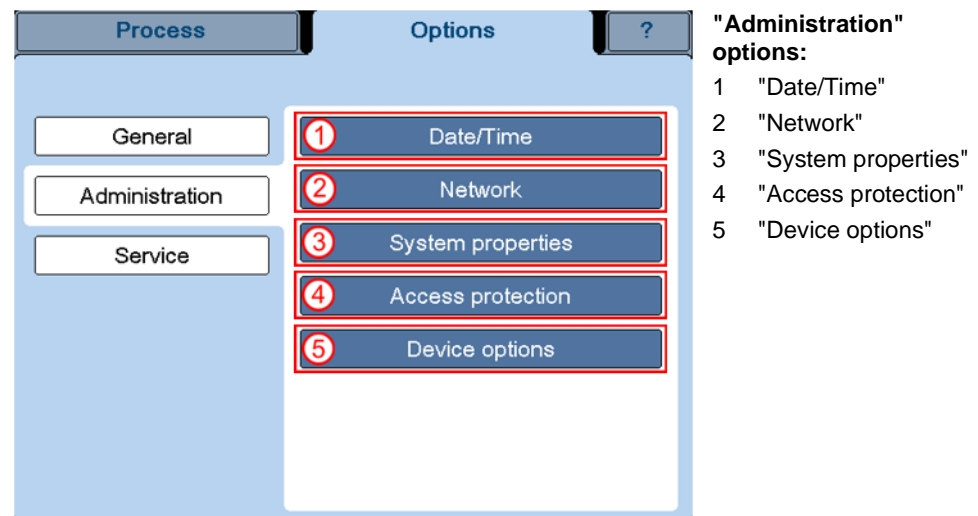 Process
Options
?
General
Administration
Service
1 Date/Time
2 Network
3 System properties
4 Access protection
5 Device options
"Administration"
options:
1 "Date/Time"
2 "Network"
3 "System properties"
4 "Access protection"
5 "Device options"